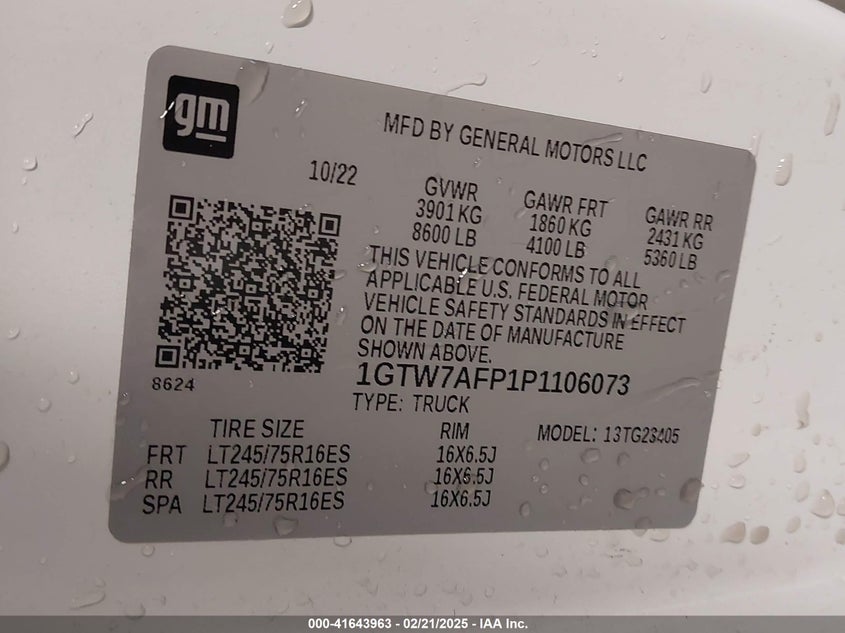 gm
MFD BY GENERAL MOTORS LLC
10/22
GVWR GAWR FRT GAWR RR
3901 KG 1860 KG 2431 KG
8600 LB 4100 LB 5360 LB
THIS VEHICLE CONFORMS TO ALL
APPLICABLE U.S. FEDERAL MOTOR
VEHICLE SAFETY STANDARDS IN EFFECT
ON THE DATE OF MANUFACTURE
SHOWN ABOVE.
8624
1GTW7AFP1P1106073
TYPE: TRUCK
TIRE SIZE RIM MODEL: 13TG23405
FRT LT245/75R16ES 16X6.5J
RR LT245/75R16ES 16X6.5J
SPA LT245/75R16ES 16X6.5J
000-41643963 - 02/21/2025 - IAA Inc.